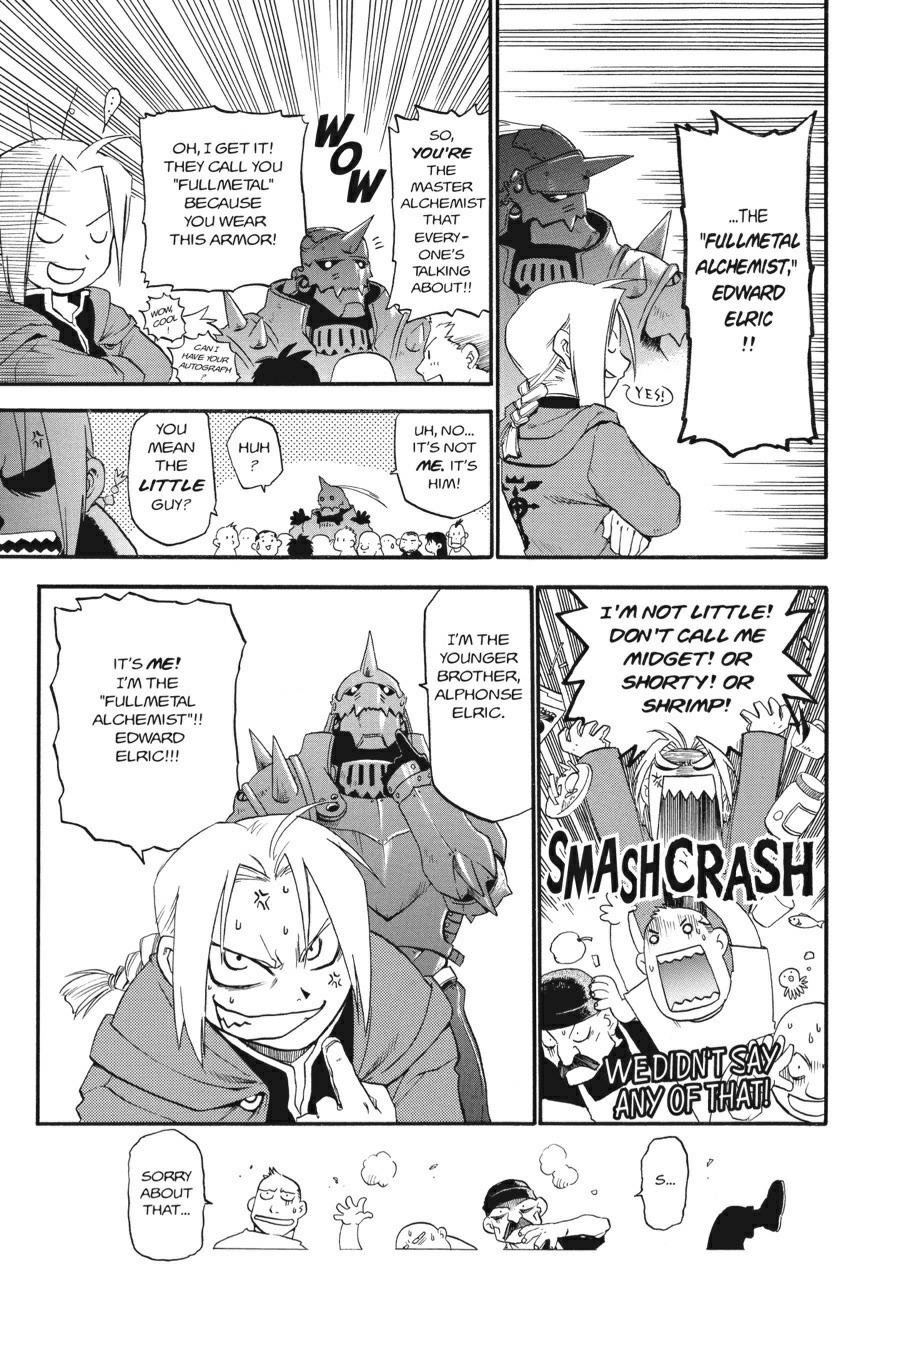 ...THE
"FULLMETAL
ALCHEMIST,"
EDWARD
ELRIC
!!
YES!
SO,
YOU'RE
THE
MASTER
ALCHEMIST
THAT
EVERY-
ONE'S
TALKING
ABOUT!!
WOW
OH, I GET IT!
THEY CALL YOU
"FULLMETAL"
BECAUSE
YOU WEAR
THIS ARMOR!
WOW,
COOL
!
CAN I
HAVE YOUR
AUTOGRAPH
?
UH, NO...
IT'S NOT
ME. IT'S
HIM!
HUH
?
YOU
MEAN
THE
LITTLE
GUY?
I'M NOT LITTLE!
DON'T CALL ME
MIDGET! OR
SHORTY! OR
SHRIMP!
SMASH CRASH
WE DIDN'T SAY
ANY OF THAT!
I'M THE
YOUNGER
BROTHER,
ALPHONSE
ELRIC.
IT'S ME!
I'M THE
"FULLMETAL
ALCHEMIST"!!
EDWARD
ELRIC!!!
S...
SORRY
ABOUT
THAT...